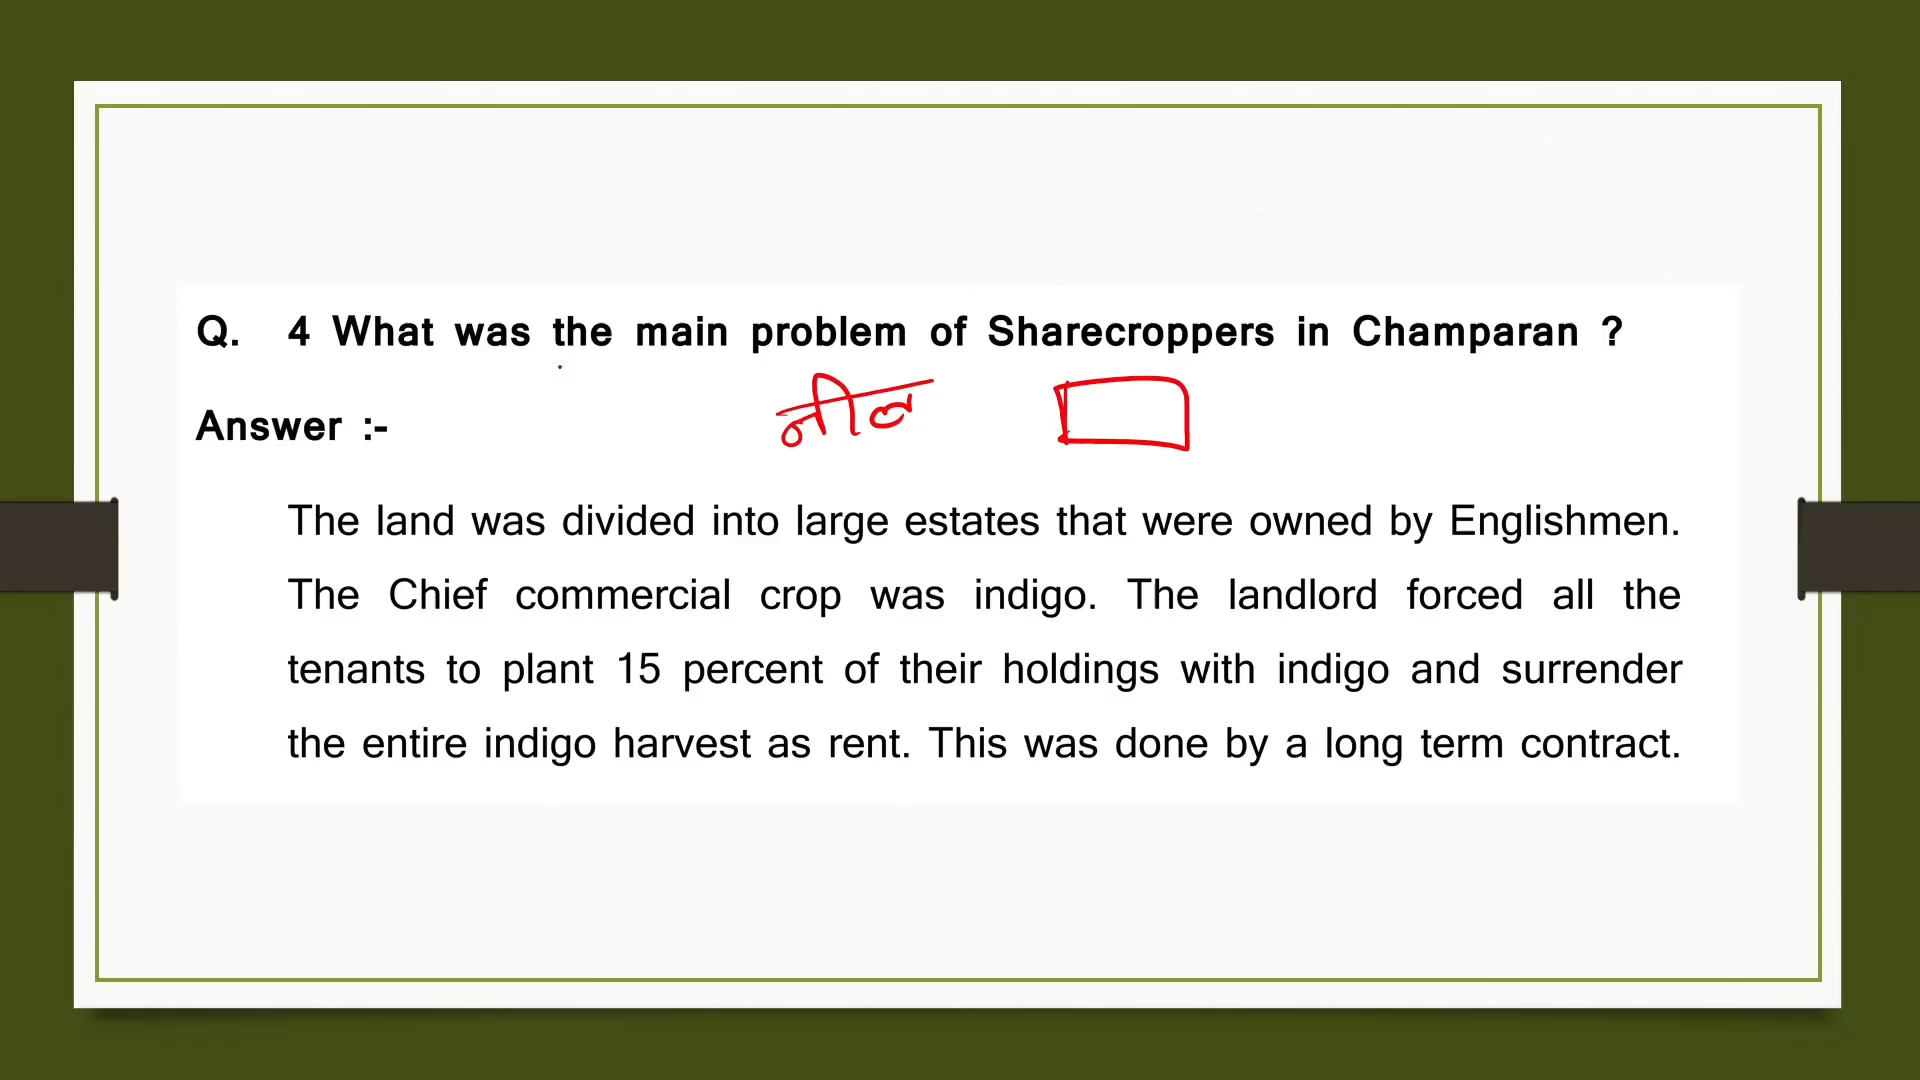 Q. 4 What was the main problem of Sharecroppers in Champaran ?
नील
Answer :-
The land was divided into large estates that were owned by Englishmen.
The Chief commercial crop was indigo. The landlord forced all the
tenants to plant 15 percent of their holdings with indigo and surrender
the entire indigo harvest as rent. This was done by a long term contract.